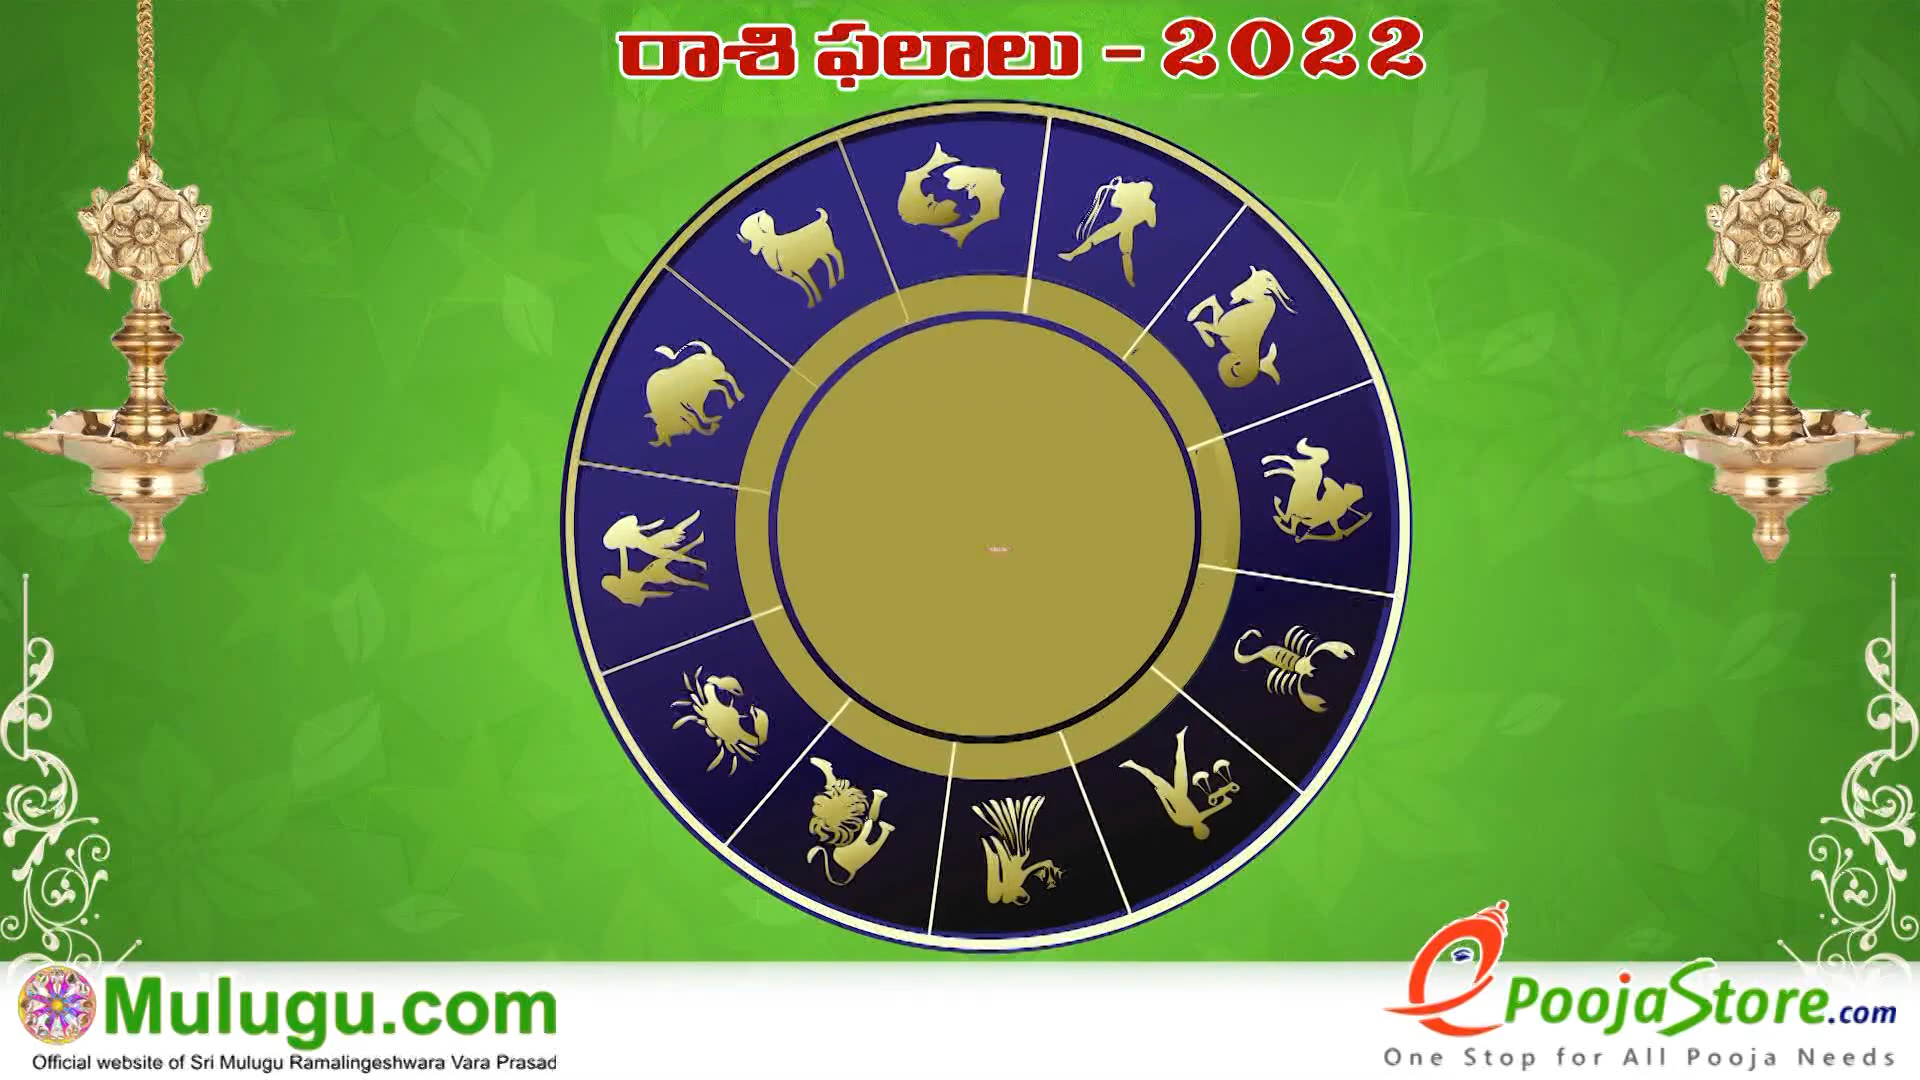 రాశి ఫలాలు - 2022
Mulugu.com
Official website of Sri Mulugu Ramalingeshwara Vara Prasad
ePoojaStore.com
One Stop for All Pooja Needs